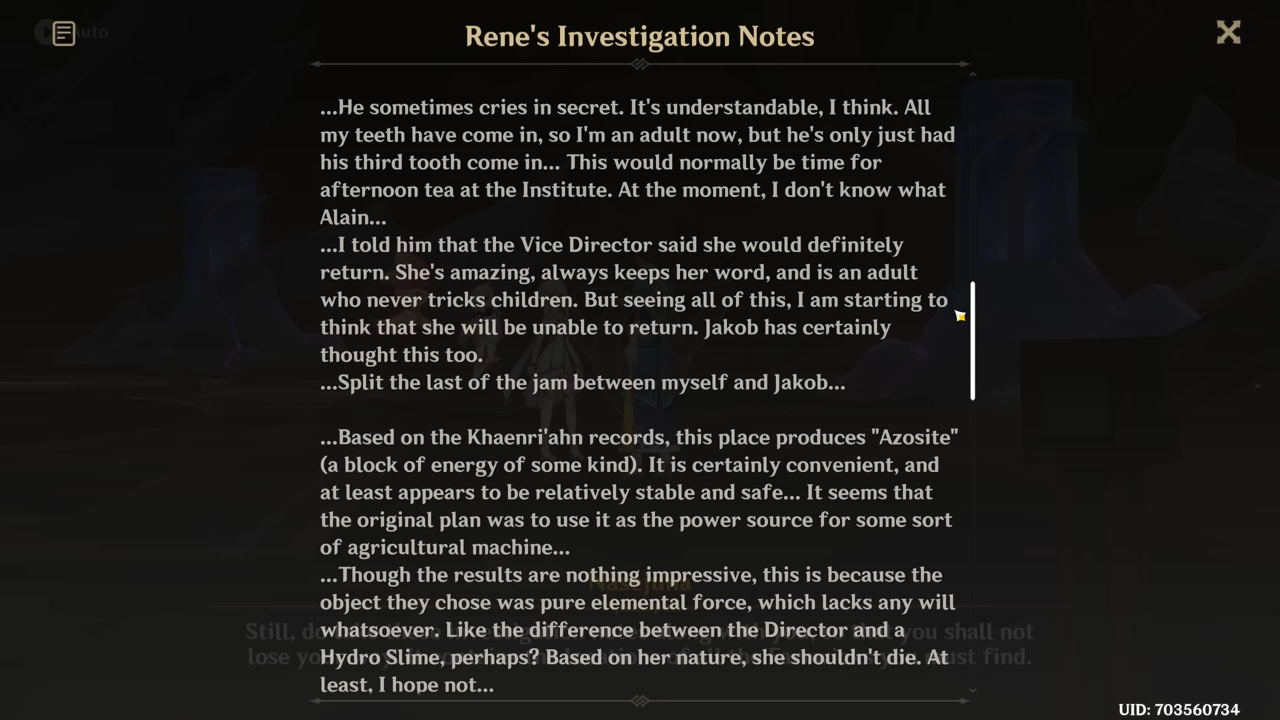 Auto
Rene's Investigation Notes
...He sometimes cries in secret. It's understandable, I think. All
my teeth have come in, so I'm an adult now, but he's only just had
his third tooth come in... This would normally be time for
afternoon tea at the Institute. At the moment, I don't know what
Alain...
...I told him that the Vice Director said she would definitely
return. She's amazing, always keeps her word, and is an adult
who never tricks children. But seeing all of this, I am starting to
think that she will be unable to return. Jakob has certainly
thought this too.
...Split the last of the jam between myself and Jakob...
...Based on the Khaenri'ahn records, this place produces "Azosite"
(a block of energy of some kind). It is certainly convenient, and
at least appears to be relatively stable and safe... It seems that
the original plan was to use it as the power source for some sort
of agricultural machine...
...Though the results are nothing impressive, this is because the
object they chose was pure elemental force, which lacks any will
whatsoever. Like the difference between the Director and a
Hydro Slime, perhaps? Based on her nature, she shouldn't die. At
least, I hope not...
Nasejuna
Still, do you shall not
lose must find.
UID: 703560734